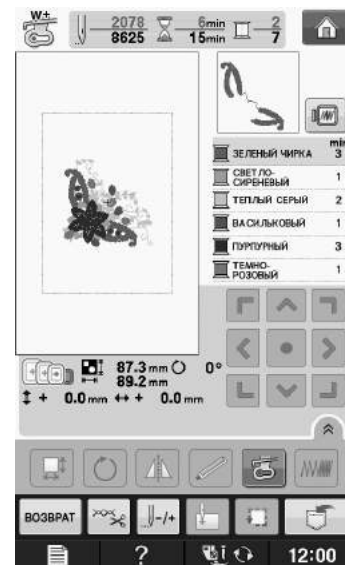 W+
2078
8625
6min
15min
2
7
min
ЗЕЛЕНЫЙ ЧИРКА 3
СВЕТЛО-
СИРЕНЕВЫЙ 1
ТЕПЛЫЙ СЕРЫЙ 2
ВАСИЛЬКОВЫЙ 1
ПУРПУРНЫЙ 3
ТЕМНО-
РОЗОВЫЙ 1
87.3 mm 0°
89.2 mm
+ 0.0 mm + 0.0 mm
ВОЗВРАТ -/+
? 12:00